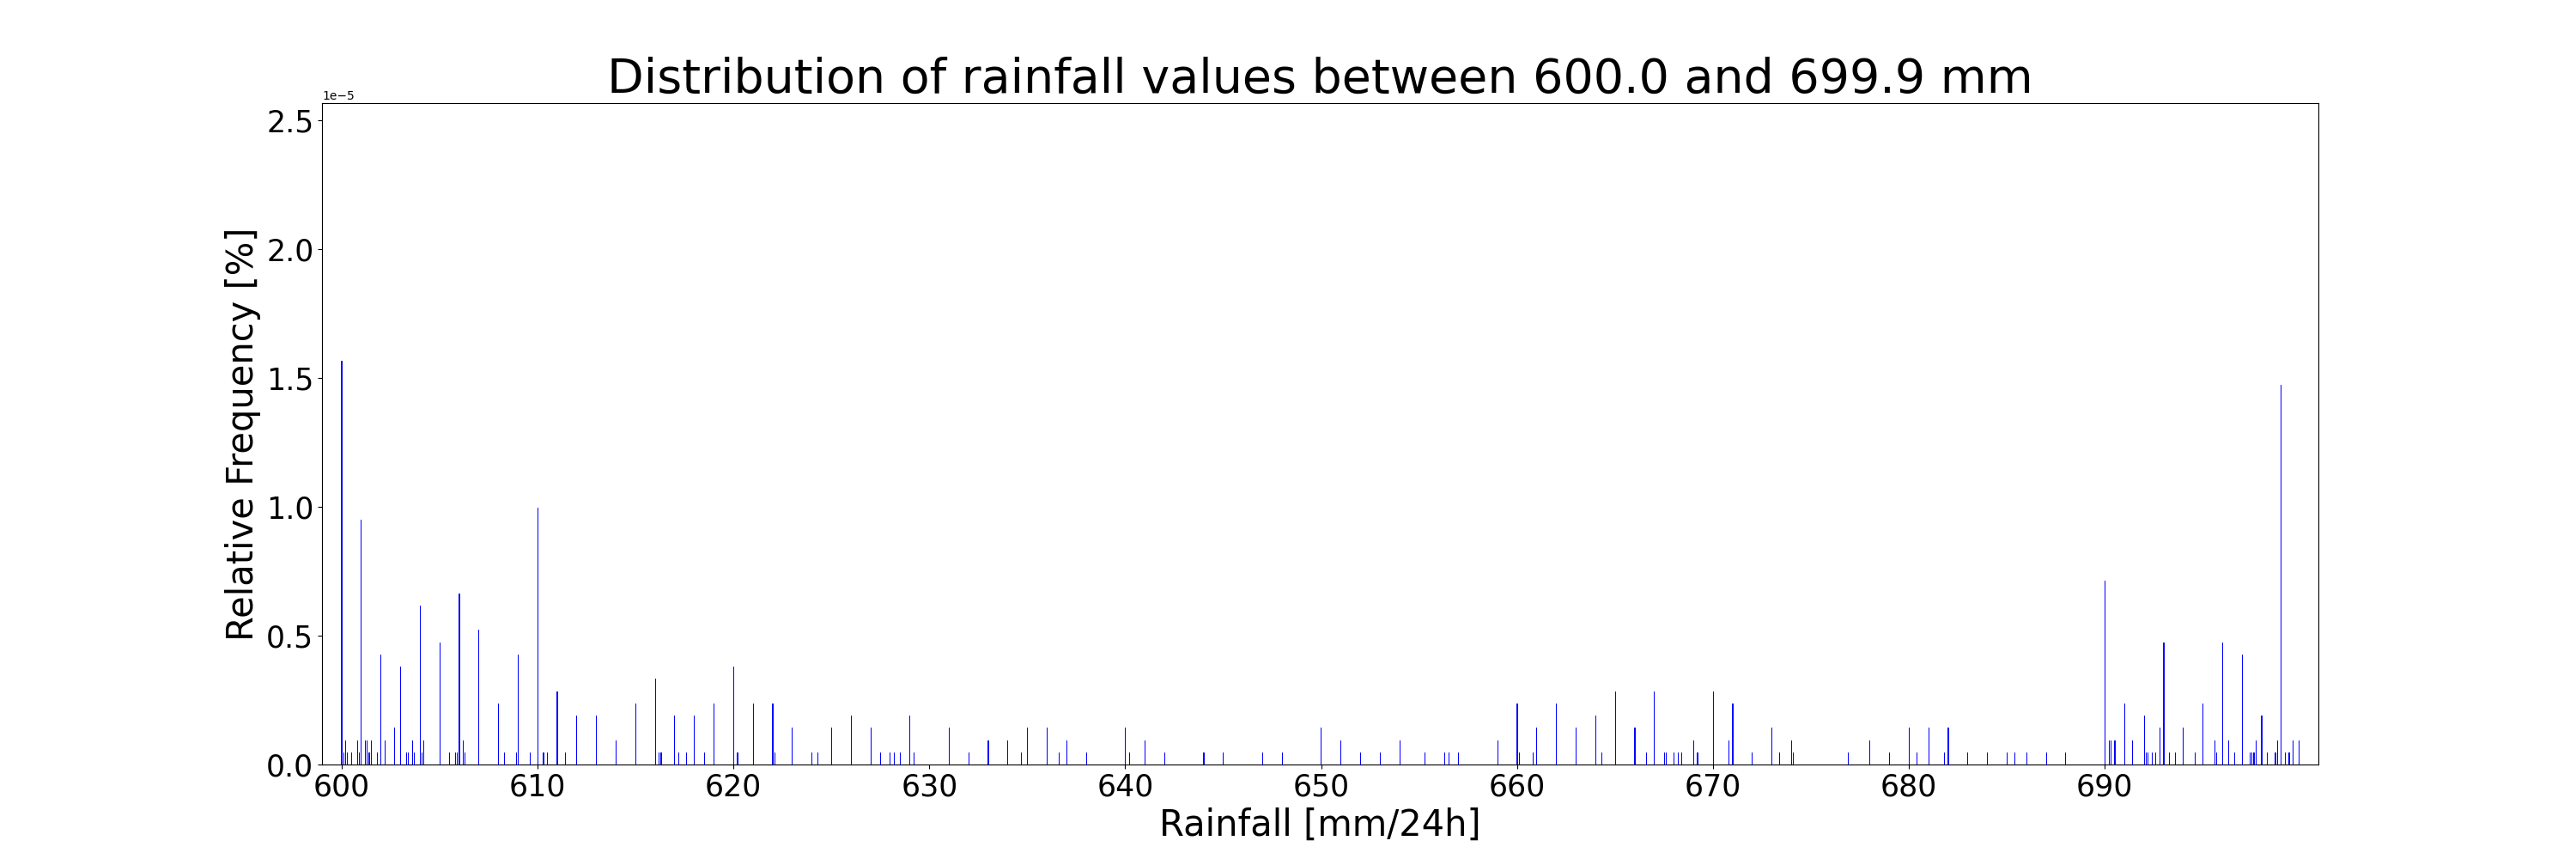 Distribution of rainfall values between 600.0 and 699.9 mm
1e−5
2.5
2.0
1.5
1.0
0.5
0.0
Relative Frequency [%]
600 610 620 630 640 650 660 670 680 690
Rainfall [mm/24h]